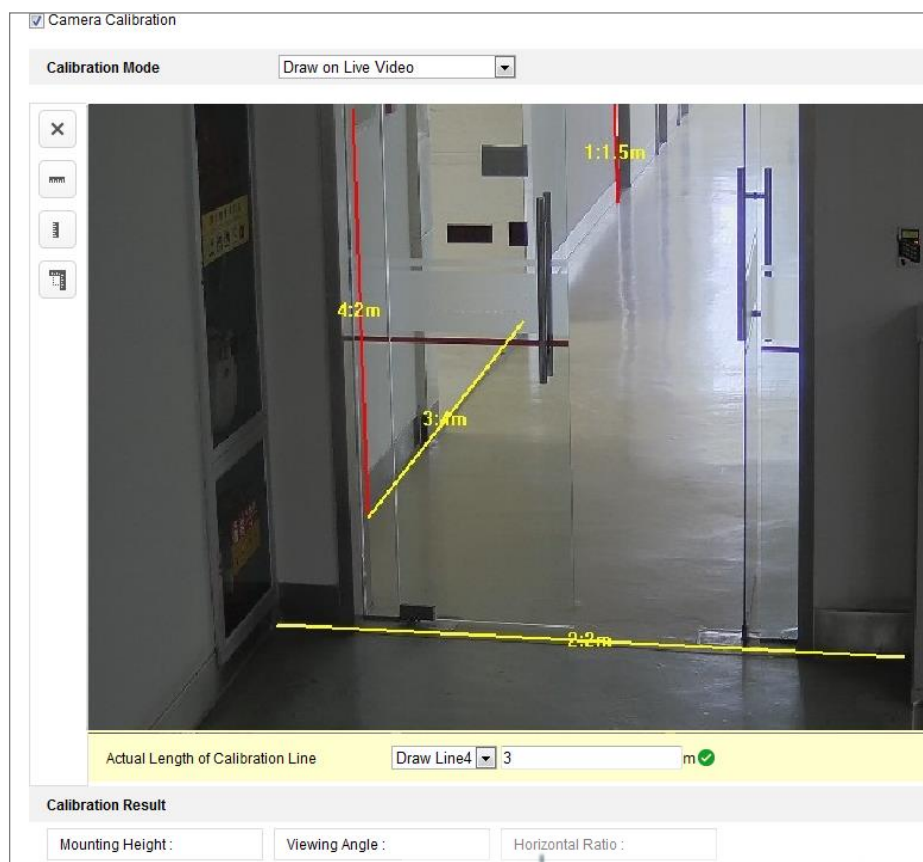 Camera Calibration
Calibration Mode
Draw on Live Video
1:1.5m
4:2m
3:4m
2:2m
Actual Length of Calibration Line
Draw Line4
3
m
Calibration Result
Mounting Height :
Viewing Angle :
Horizontal Ratio :